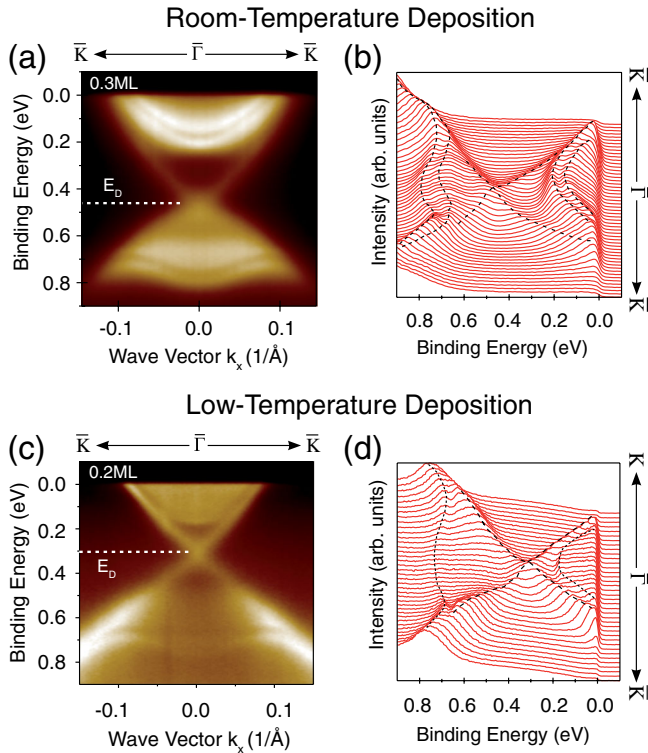 Room-Temperature Deposition
(a)
K̅ Γ̅ K̅
0.3ML
0.0
0.2
0.4
0.6
0.8
Binding Energy (eV)
E_D
-0.1 0.0 0.1
Wave Vector k_x (1/Å)
(b)
Intensity (arb. units)
0.8 0.6 0.4 0.2 0.0
Binding Energy (eV)
K̅
Γ̅
K̅
Low-Temperature Deposition
(c)
K̅ Γ̅ K̅
0.2ML
0.0
0.2
0.4
0.6
0.8
Binding Energy (eV)
E_D
-0.1 0.0 0.1
Wave Vector k_x (1/Å)
(d)
Intensity (arb. units)
0.8 0.6 0.4 0.2 0.0
Binding Energy (eV)
K
Γ̅
K̅